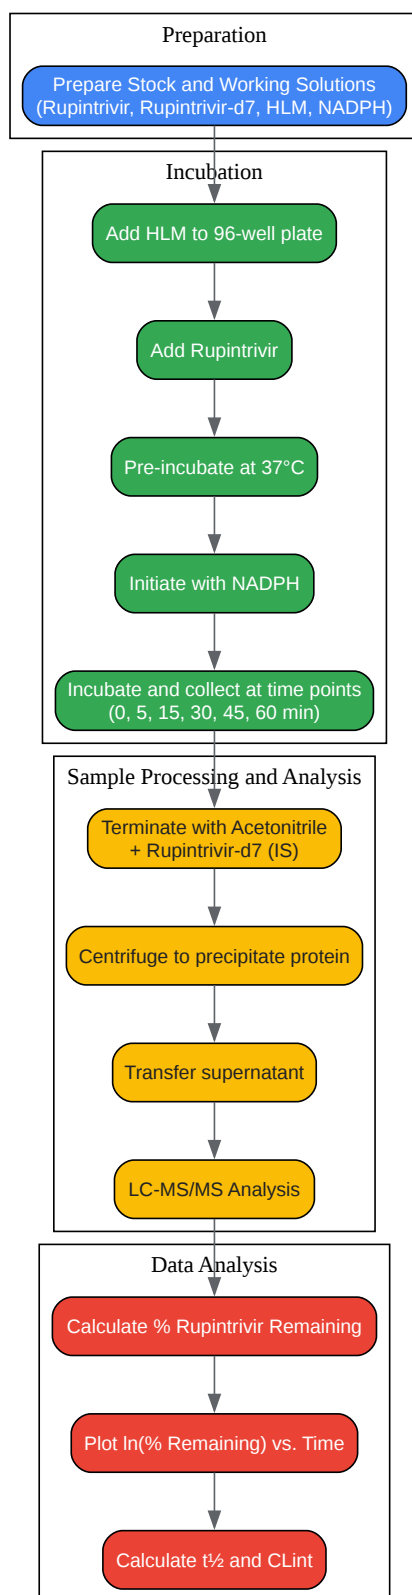 Preparation
Prepare Stock and Working Solutions
(Rupintrivir, Rupintrivir-d7, HLM, NADPH)
Incubation
Add HLM to 96-well plate
Add Rupintrivir
Pre-incubate at 37°C
Initiate with NADPH
Incubate and collect at time points
(0, 5, 15, 30, 45, 60 min)
Sample Processing and Analysis
Terminate with Acetonitrile
+ Rupintrivir-d7 (IS)
Centrifuge to precipitate protein
Transfer supernatant
LC-MS/MS Analysis
Data Analysis
Calculate % Rupintrivir Remaining
Plot ln(% Remaining) vs. Time
Calculate t½ and CLint